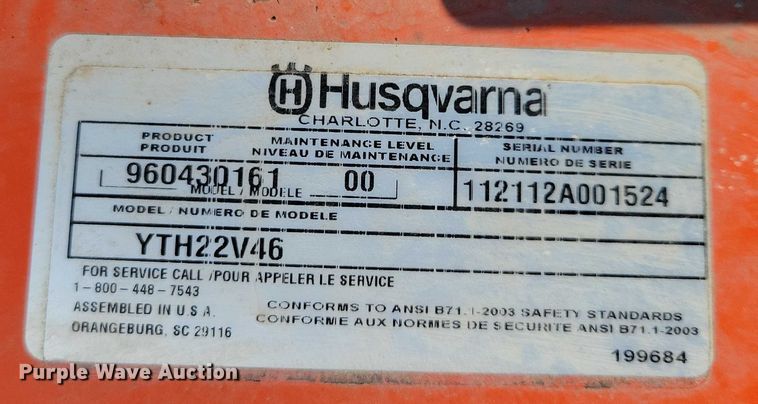 Husqvarna
CHARLOTTE, N.C. 28269
PRODUCT MAINTENANCE LEVEL SERIAL NUMBER
PRODUIT NIVEAU DE MAINTENANCE NUMERO DE SERIE
960430161 00 112112A001524
MODEL / MODELE
MODEL / NUMERO DE MODELE
YTH22V46
FOR SERVICE CALL / POUR APPELER LE SERVICE
1-800-448-7543
ASSEMBLED IN U S A. CONFORMS TO ANSI B71.1-2003 SAFETY STANDARDS
ORANGEBURG, SC 29116 CONFORME AUX NORMES DE SECURITE ANSI B71.1-2003
199684
Purple Wave Auction